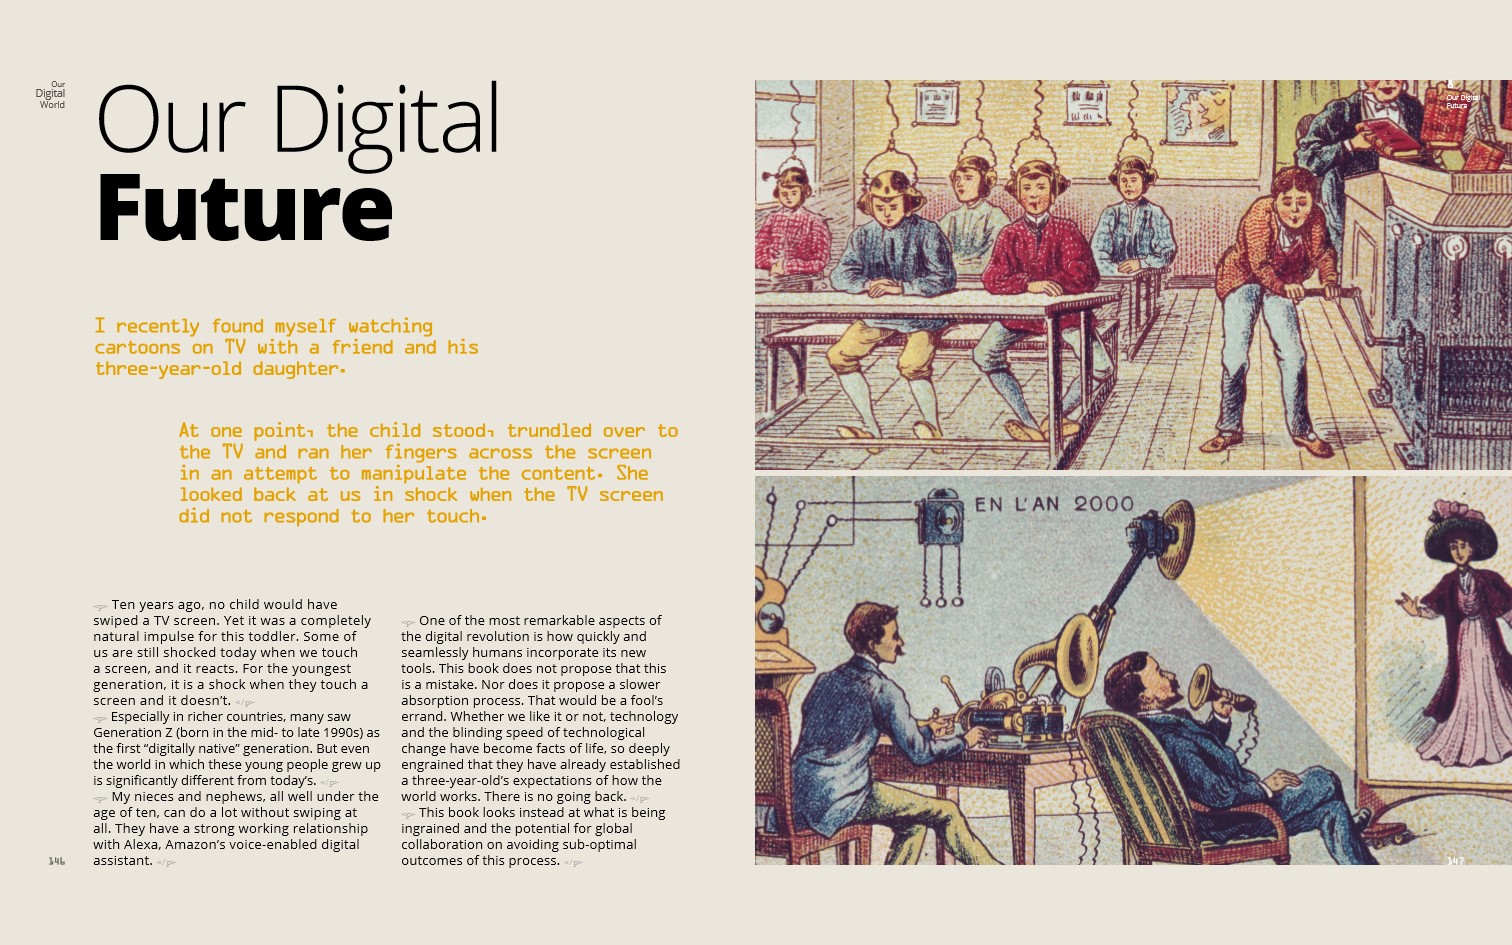 Our
Digital
World
Our Digital
Future
I recently found myself watching
cartoons on TV with a friend and his
three-year-old daughter.
At one point, the child stood, trundled over to
the TV and ran her fingers across the screen
in an attempt to manipulate the content. She
looked back at us in shock when the TV screen
did not respond to her touch.
<p> Ten years ago, no child would have
swiped a TV screen. Yet it was a completely
natural impulse for this toddler. Some of
us are still shocked today when we touch
a screen, and it reacts. For the youngest
generation, it is a shock when they touch a
screen and it doesn’t. </p>
<p> Especially in richer countries, many saw
Generation Z (born in the mid- to late 1990s) as
the first “digitally native” generation. But even
the world in which these young people grew up
is significantly different from today’s. </p>
<p> My nieces and nephews, all well under the
age of ten, can do a lot without swiping at
all. They have a strong working relationship
with Alexa, Amazon’s voice-enabled digital
assistant. </p>
<p> One of the most remarkable aspects of
the digital revolution is how quickly and
seamlessly humans incorporate its new
tools. This book does not propose that this
is a mistake. Nor does it propose a slower
absorption process. That would be a fool’s
errand. Whether we like it or not, technology
and the blinding speed of technological
change have become facts of life, so deeply
engrained that they have already established
a three-year-old’s expectations of how the
world works. There is no going back. </p>
<p> This book looks instead at what is being
ingrained and the potential for global
collaboration on avoiding sub-optimal
outcomes of this process. </p>
146
Our Digital
Future
EN L'AN 2000
147